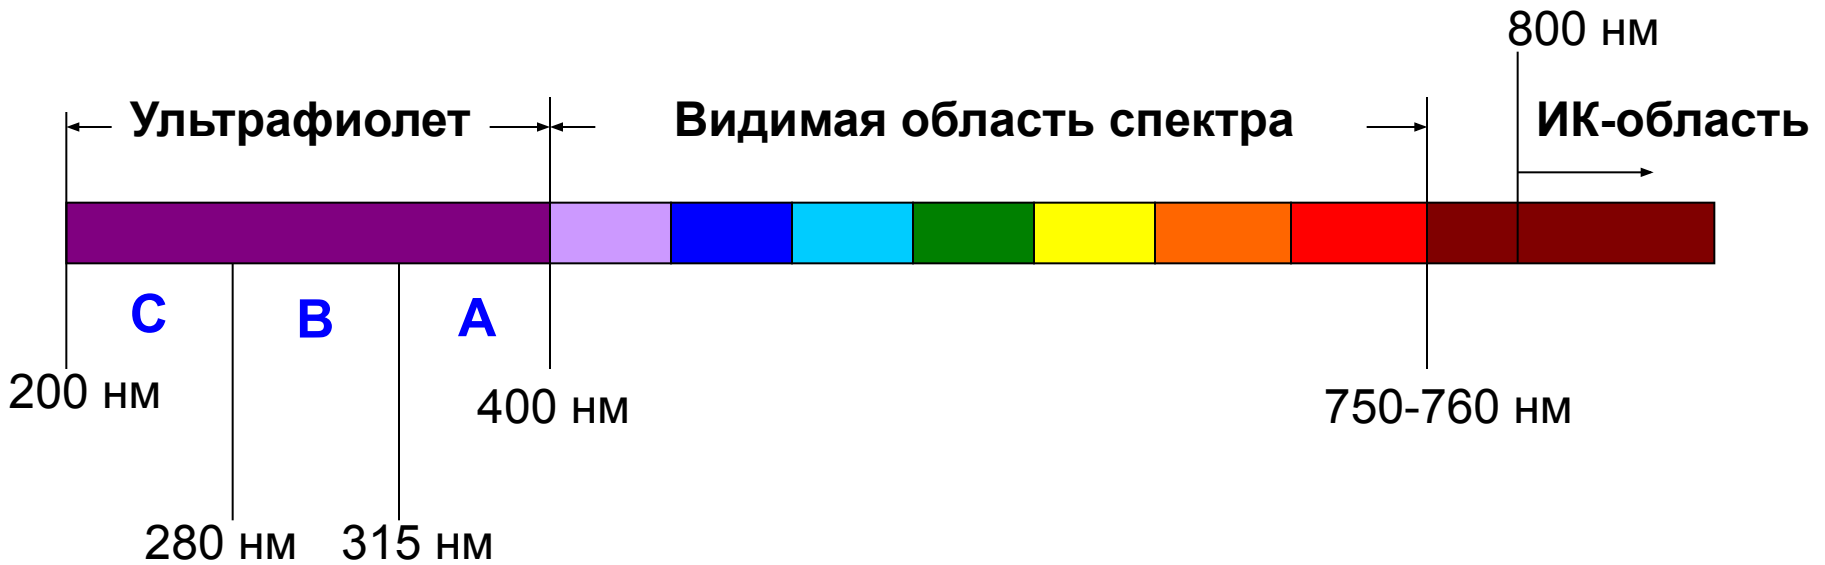 800 нм
Ультрафиолет
Видимая область спектра
ИК-область
C
B
A
200 нм
400 нм
750-760 нм
280 нм
315 нм